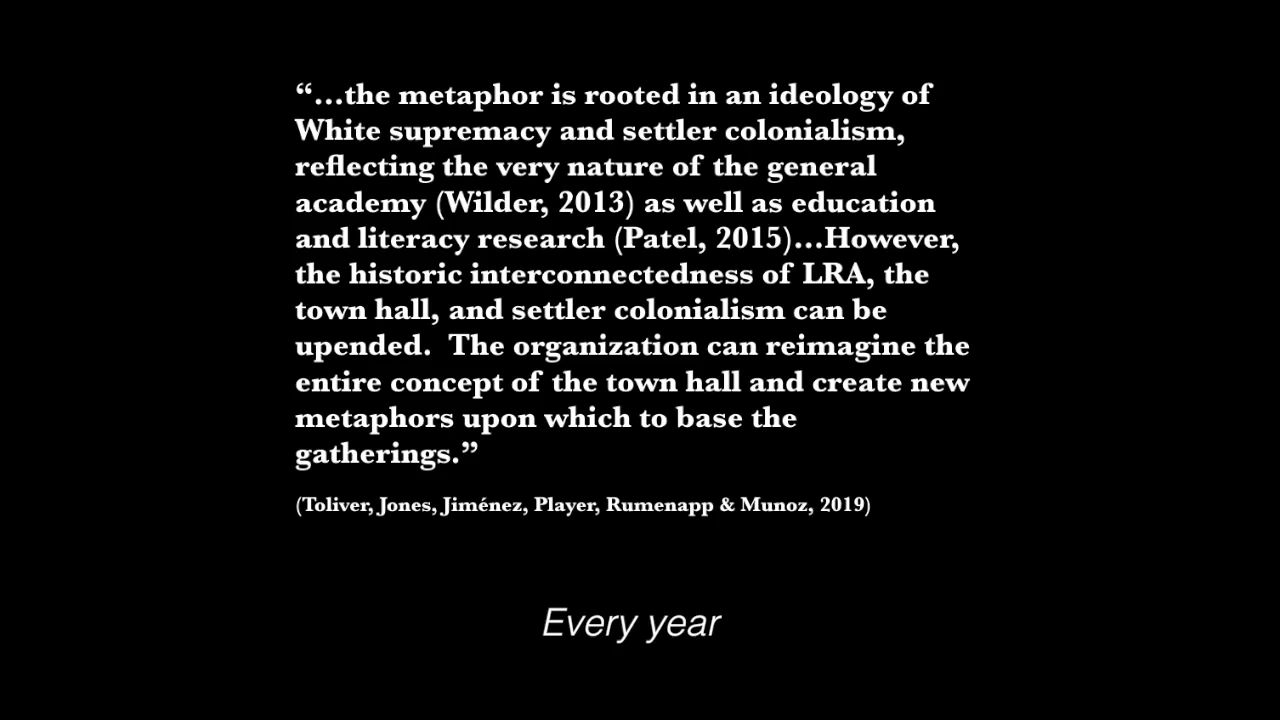 “...the metaphor is rooted in an ideology of
White supremacy and settler colonialism,
reflecting the very nature of the general
academy (Wilder, 2013) as well as education
and literacy research (Patel, 2015)...However,
the historic interconnectedness of LRA, the
town hall, and settler colonialism can be
upended.  The organization can reimagine the
entire concept of the town hall and create new
metaphors upon which to base the
gatherings.”
(Toliver, Jones, Jiménez, Player, Rumenapp & Munoz, 2019)
Every year